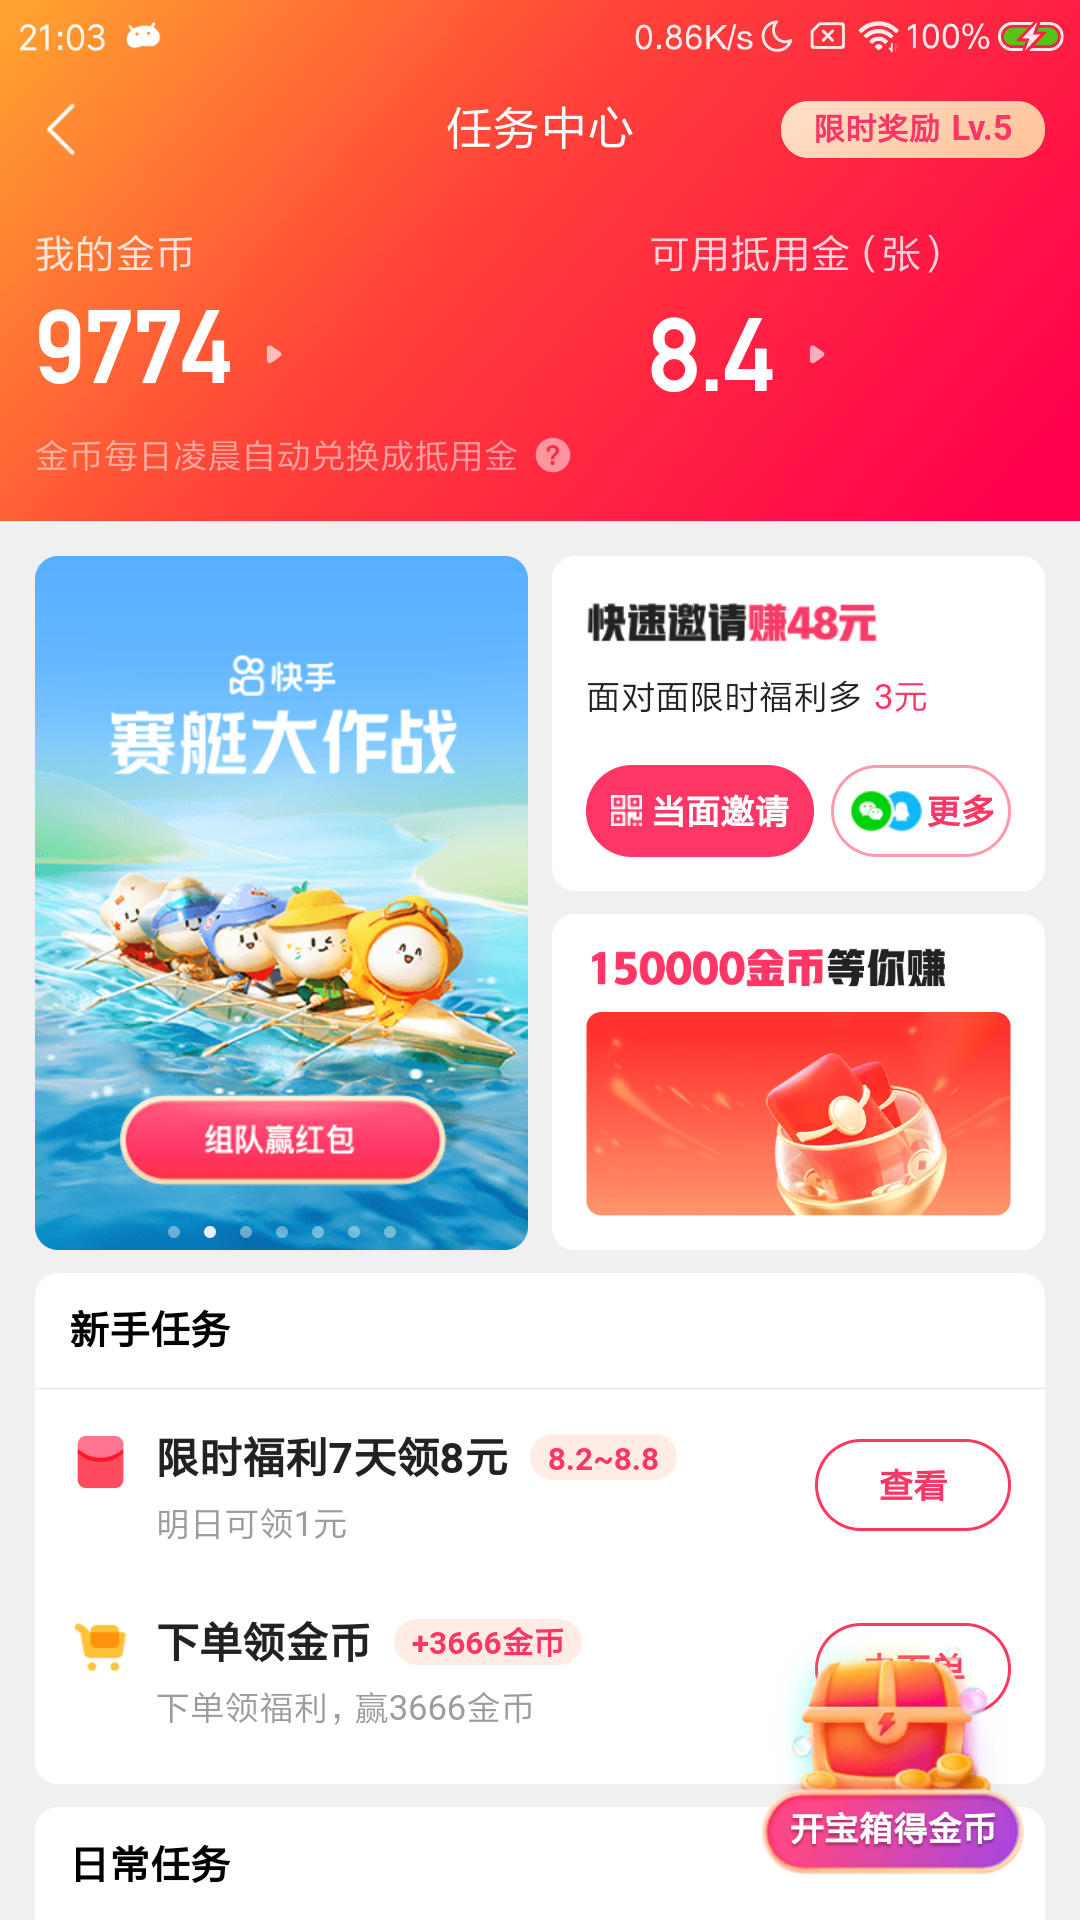 21:03
0.86K/s
100%
任务中心
限时奖励 Lv.5
我的金币
可用抵用金（张）
9774
8.4
金币每日凌晨自动兑换成抵用金 ?
快手
赛艇大作战
组队赢红包
快速邀请赚48元
面对面限时福利多 3元
当面邀请
更多
150000金币等你赚
新手任务
限时福利7天领8元 8.2~8.8
明日可领1元
查看
下单领金币 +3666金币
下单领福利，赢3666金币
开宝箱得金币
日常任务